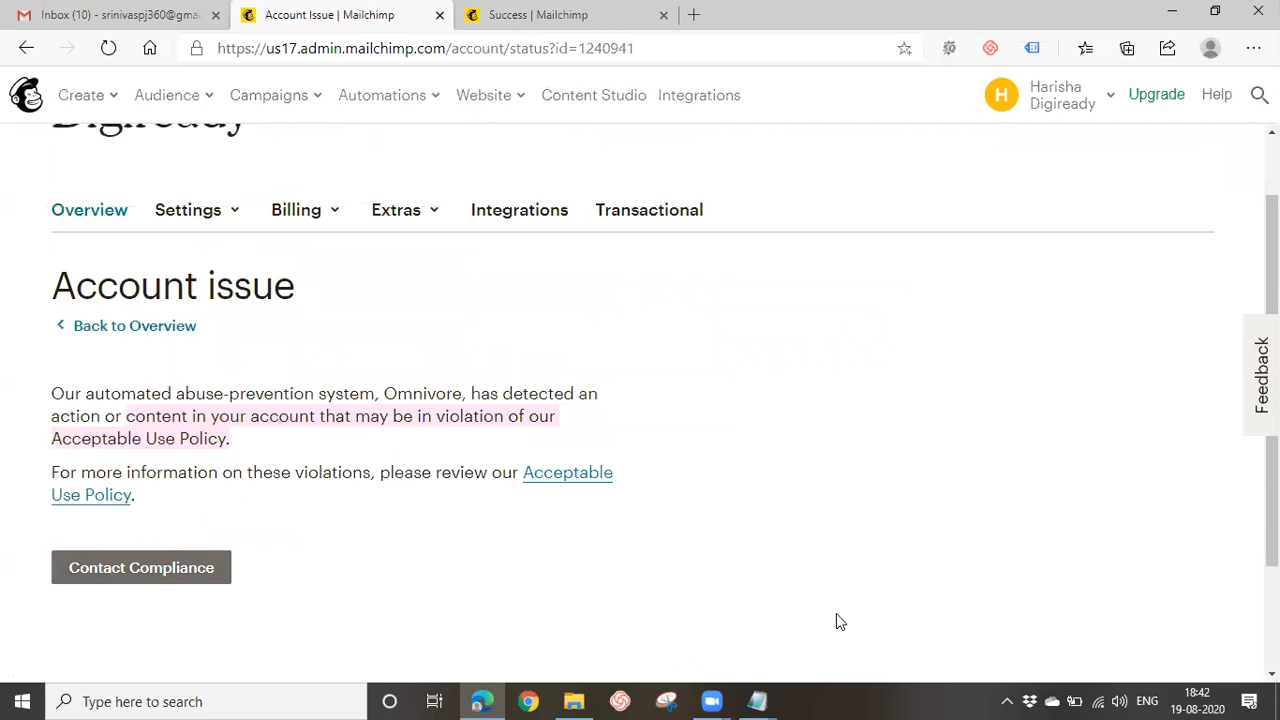 Inbox (10) - srinivaspj360@gma
Account Issue | Mailchimp
Success | Mailchimp
https://us17.admin.mailchimp.com/account/status?id=1240941
Create
Audience
Campaigns
Automations
Website
Content Studio
Integrations
H
Harisha
Digiready
Upgrade
Help
Digiready
Overview
Settings
Billing
Extras
Integrations
Transactional
Account issue
Back to Overview
Our automated abuse-prevention system, Omnivore, has detected an
action or content in your account that may be in violation of our
Acceptable Use Policy.
For more information on these violations, please review our Acceptable
Use Policy.
Contact Compliance
Feedback
Type here to search
ENG
18:42
19-08-2020